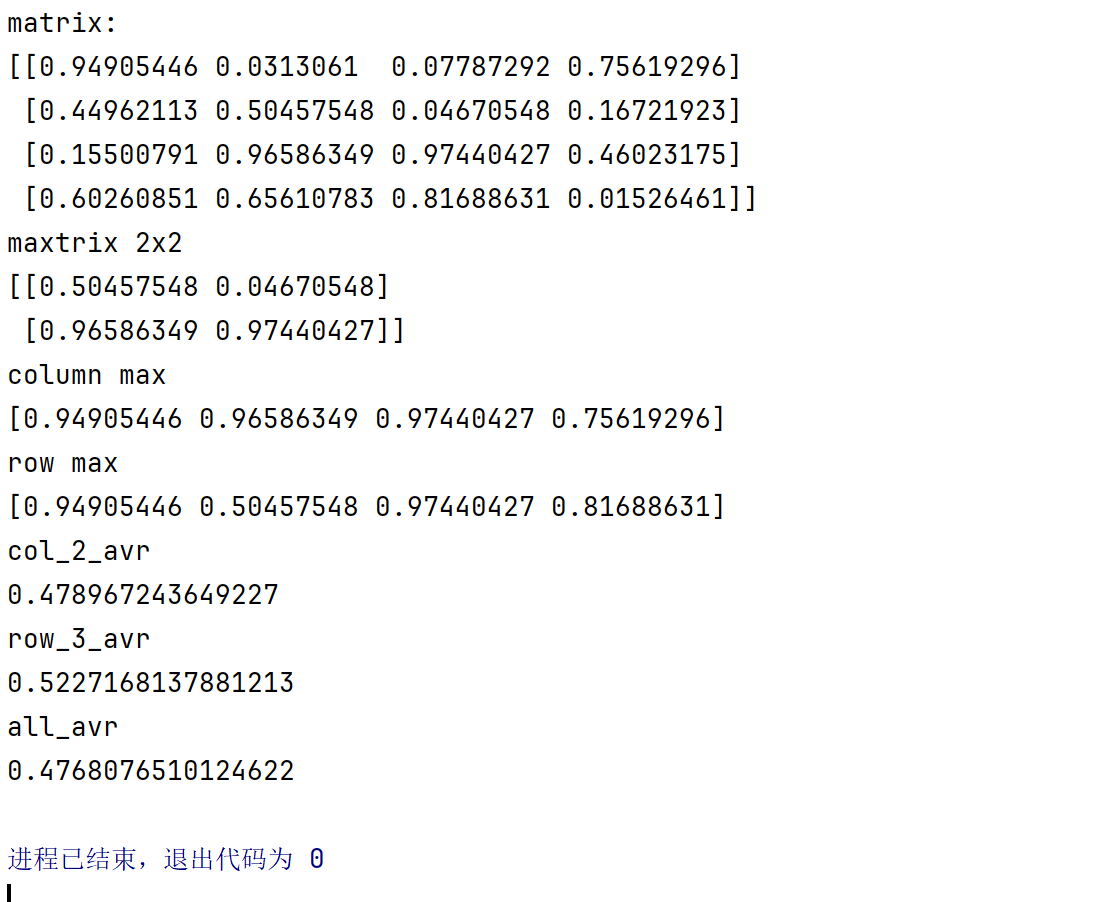 matrix:
[[0.94905446 0.0313061  0.07787292 0.75619296]
 [0.44962113 0.50457548 0.04670548 0.16721923]
 [0.15500791 0.96586349 0.97440427 0.46023175]
 [0.60260851 0.65610783 0.81688631 0.01526461]]
maxtrix 2x2
[[0.50457548 0.04670548]
 [0.96586349 0.97440427]]
column max
[0.94905446 0.96586349 0.97440427 0.75619296]
row max
[0.94905446 0.50457548 0.97440427 0.81688631]
col_2_avr
0.478967243649227
row_3_avr
0.5227168137881213
all_avr
0.4768076510124622
进程已结束，退出代码为 0